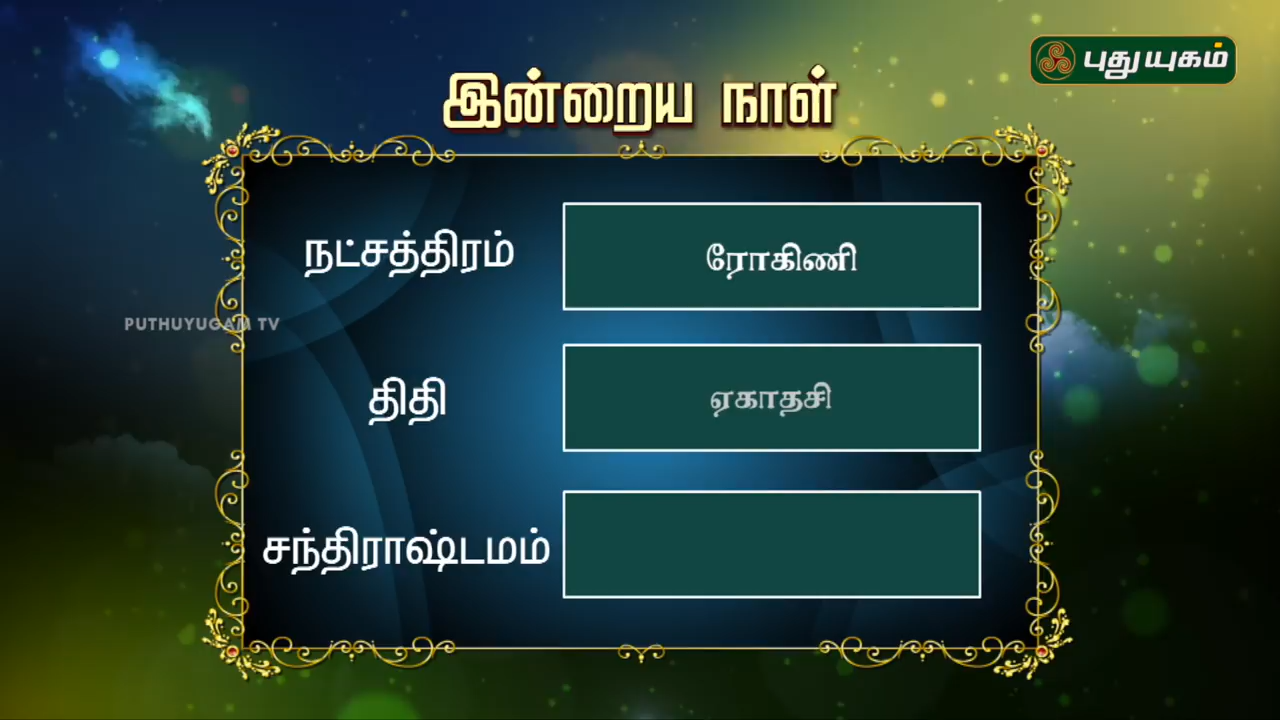 புதுயுகம்
இன்றைய நாள்
நட்சத்திரம்
ரோகிணி
PUTHUYUGAM TV
திதி
ஏகாதசி
சந்திராஷ்டமம்